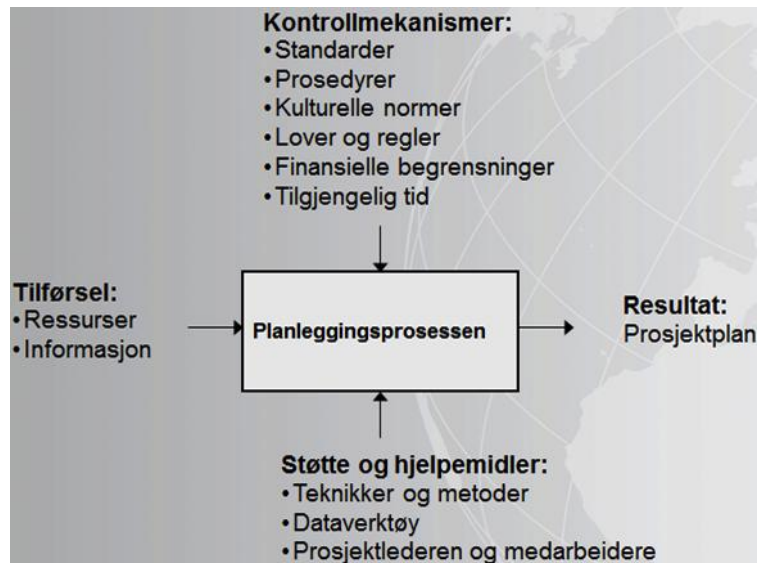 Kontrollmekanismer:
•Standarder
•Prosedyrer
•Kulturelle normer
•Lover og regler
•Finansielle begrensninger
•Tilgjengelig tid
Tilførsel:
•Ressurser
•Informasjon
Planleggingsprosessen
Resultat:
Prosjektplan
Støtte og hjelpemidler:
•Teknikker og metoder
•Dataverktøy
•Prosjektlederen og medarbeidere